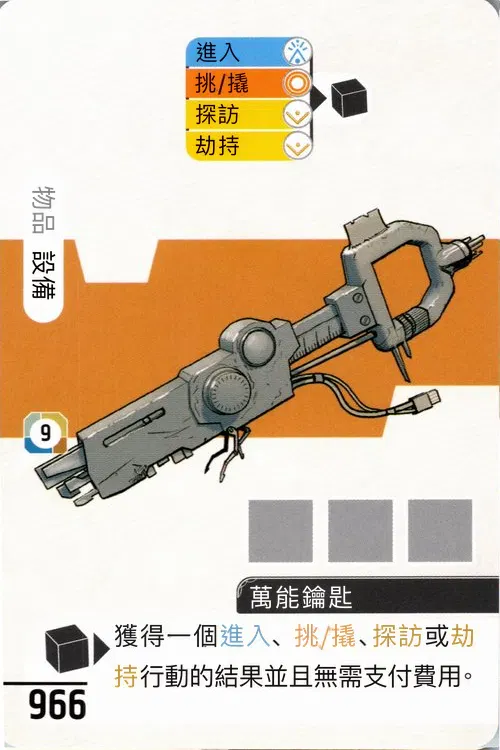 進入
挑/撬
探訪
劫持
物品 設備
9
萬能鑰匙
獲得一個進入、挑/撬、探訪或劫
持行動的結果並且無需支付費用。
966